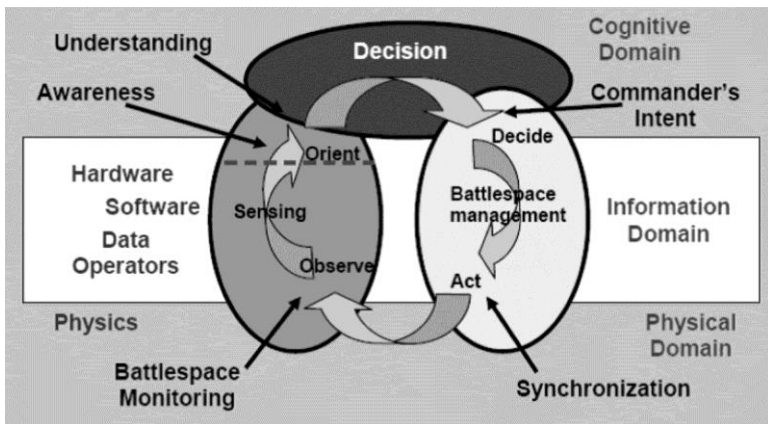 Understanding
Decision
Cognitive
Domain
Awareness
Commander's
Intent
Orient
Decide
Hardware
Software
Data
Operators
Sensing
Battlespace
management
Information
Domain
Observe
Act
Physics
Physical
Domain
Battlespace
Monitoring
Synchronization